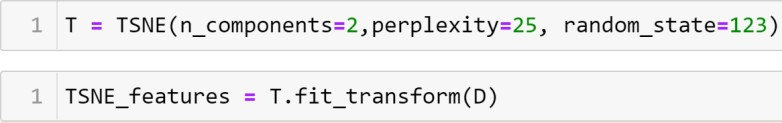 1 T = TSNE(n_components=2,perplexity=25, random_state=123)
1 TSNE_features = T.fit_transform(D)